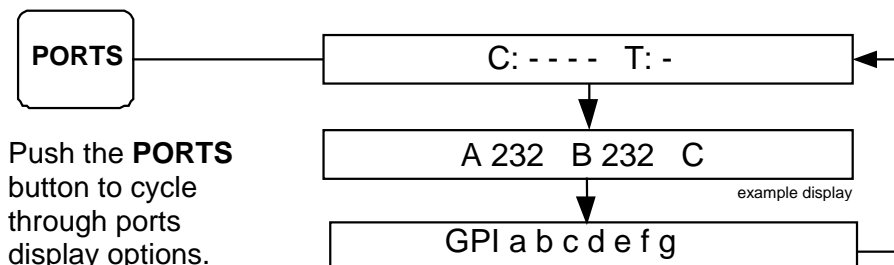 PORTS
C: - - - - T: -
A 232 B 232 C
example display
GPI a b c d e f g
Push the PORTS
button to cycle
through ports
display options.